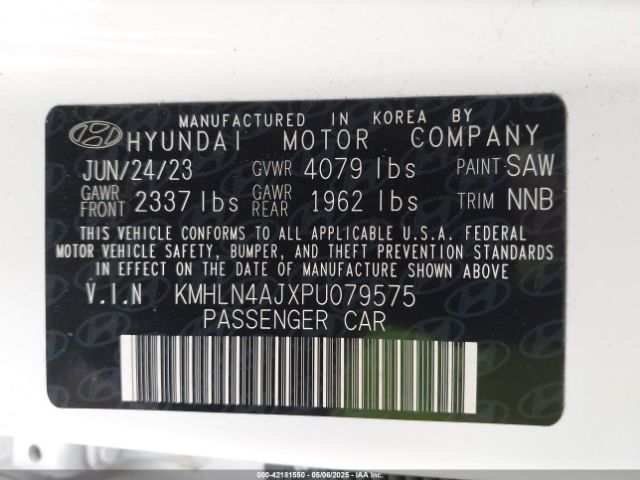 MANUFACTURED IN KOREA BY
HYUNDAI MOTOR COMPANY
JUN/24/23 GVWR 4079 lbs PAINT SAW
GAWR FRONT 2337 lbs GAWR REAR 1962 lbs TRIM NNB
THIS VEHICLE CONFORMS TO ALL APPLICABLE U.S.A. FEDERAL
MOTOR VEHICLE SAFETY, BUMPER, AND THEFT PREVENTION STANDARDS
IN EFFECT ON THE DATE OF MANUFACTURE SHOWN ABOVE.
V.I.N KMHLN4AJXPU079575
PASSENGER CAR
000-42181550 - 05/06/2025 - IAA Inc. - Copyright